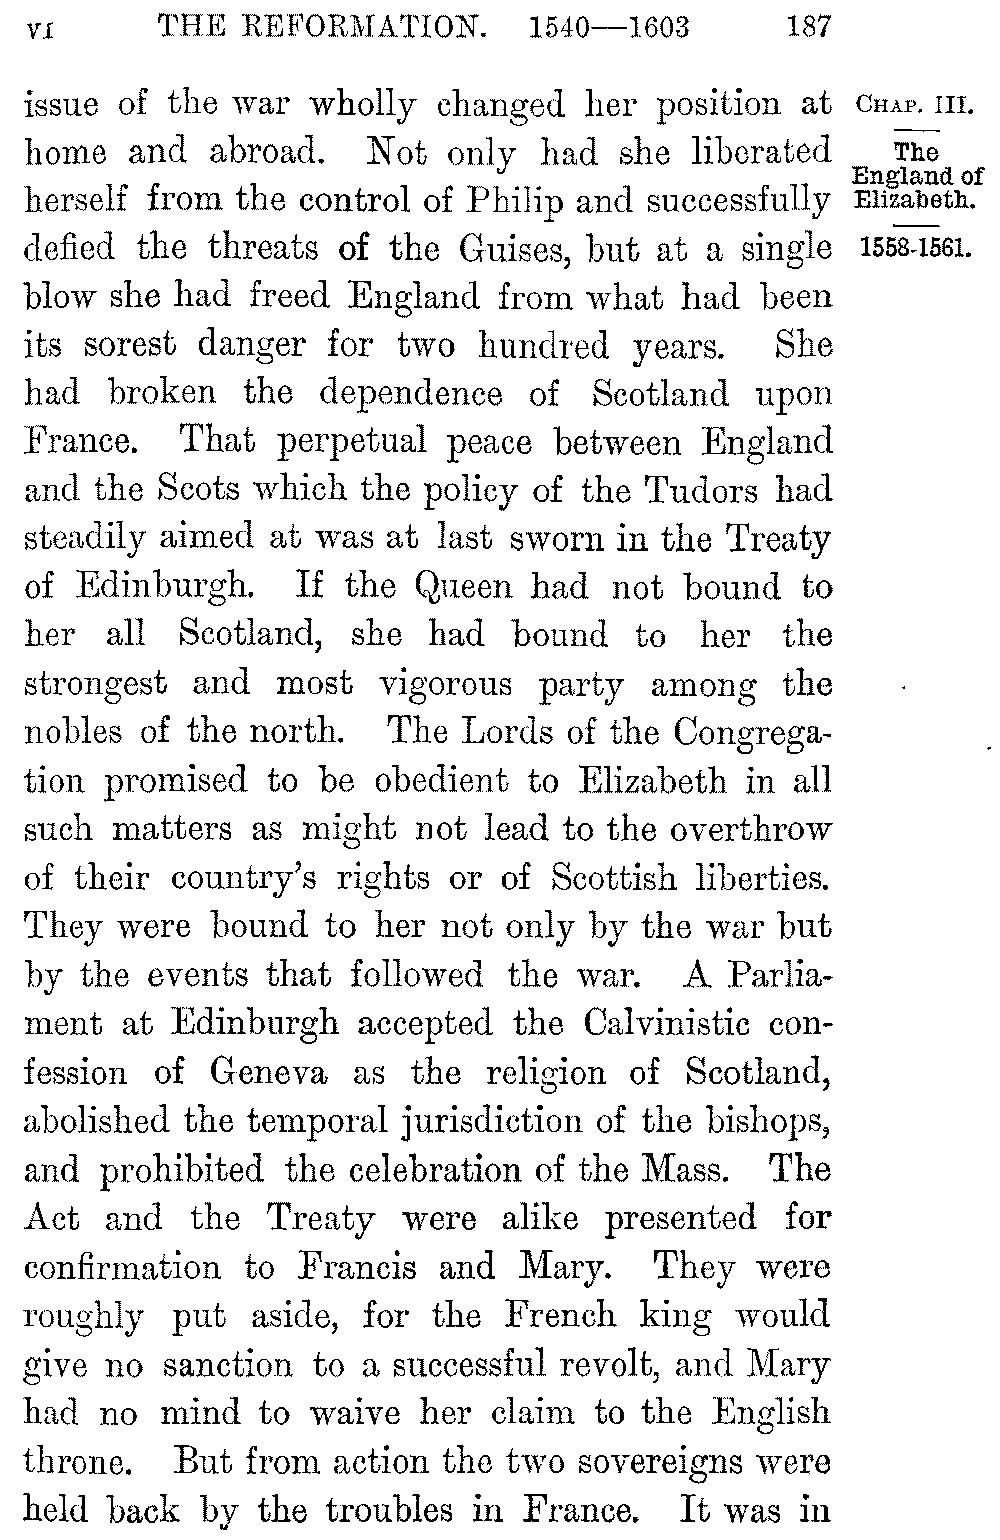 VI THE REFORMATION. 1540—1603 187
issue of the war wholly changed her position at
home and abroad. Not only had she liberated
herself from the control of Philip and successfully
defied the threats of the Guises, but at a single
blow she had freed England from what had been
its sorest danger for two hundred years. She
had broken the dependence of Scotland upon
France. That perpetual peace between England
and the Scots which the policy of the Tudors had
steadily aimed at was at last sworn in the Treaty
of Edinburgh. If the Queen had not bound to
her all Scotland, she had bound to her the
strongest and most vigorous party among the
nobles of the north. The Lords of the Congrega-
tion promised to be obedient to Elizabeth in all
such matters as might not lead to the overthrow
of their country's rights or of Scottish liberties.
They were bound to her not only by the war but
by the events that followed the war. A Parlia-
ment at Edinburgh accepted the Calvinistic con-
fession of Geneva as the religion of Scotland,
abolished the temporal jurisdiction of the bishops,
and prohibited the celebration of the Mass. The
Act and the Treaty were alike presented for
confirmation to Francis and Mary. They were
roughly put aside, for the French king would
give no sanction to a successful revolt, and Mary
had no mind to waive her claim to the English
throne. But from action the two sovereigns were
held back by the troubles in France. It was in
CHAP. III.
The
England of
Elizabeth.
1558-1561.